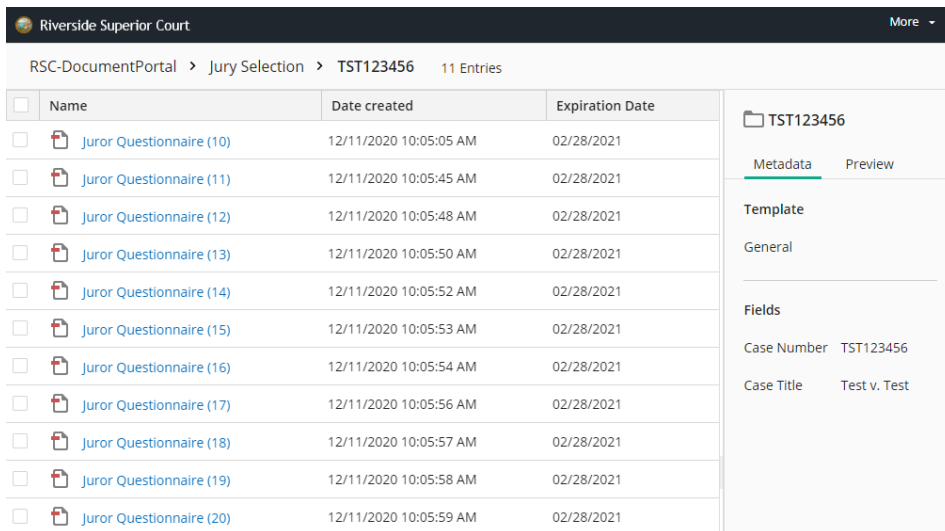 Riverside Superior Court More
RSC-DocumentPortal > Jury Selection > TST123456 11 Entries
Name Date created Expiration Date
Juror Questionnaire (10) 12/11/2020 10:05:05 AM 02/28/2021
Juror Questionnaire (11) 12/11/2020 10:05:45 AM 02/28/2021
Juror Questionnaire (12) 12/11/2020 10:05:48 AM 02/28/2021
Juror Questionnaire (13) 12/11/2020 10:05:50 AM 02/28/2021
Juror Questionnaire (14) 12/11/2020 10:05:52 AM 02/28/2021
Juror Questionnaire (15) 12/11/2020 10:05:53 AM 02/28/2021
Juror Questionnaire (16) 12/11/2020 10:05:54 AM 02/28/2021
Juror Questionnaire (17) 12/11/2020 10:05:56 AM 02/28/2021
Juror Questionnaire (18) 12/11/2020 10:05:57 AM 02/28/2021
Juror Questionnaire (19) 12/11/2020 10:05:58 AM 02/28/2021
Juror Questionnaire (20) 12/11/2020 10:05:59 AM 02/28/2021
TST123456
Metadata Preview
Template
General
Fields
Case Number TST123456
Case Title Test v. Test